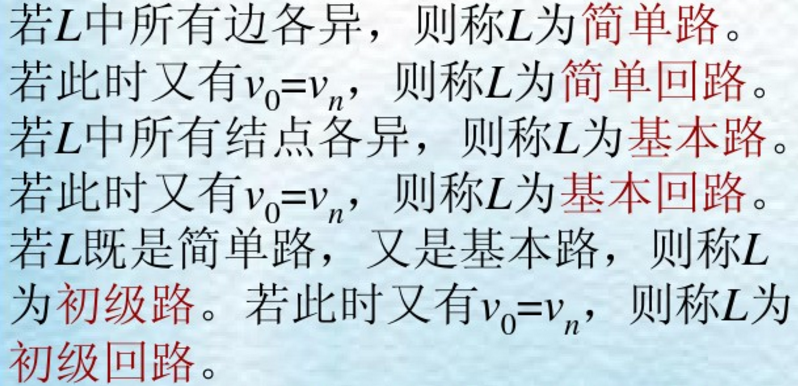 若L中所有边各异，则称L为简单路。
若此时又有v₀=vₙ，则称L为简单回路。
若L中所有结点各异，则称L为基本路。
若此时又有v₀=vₙ，则称L为基本回路。
若L既是简单路，又是基本路，则称L
为初级路。若此时又有v₀=vₙ，则称L为
初级回路。